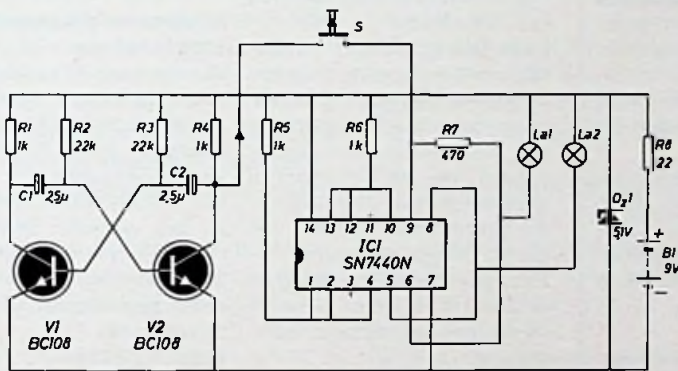 S
R1
1k
R2
22k
R3
22k
R4
1k
R5
1k
R6
1k
R7
470
La1
La2
R8
22
C1
25µ
C2
2,5µ
Dz1
5,1V
+
B1
9V
−
14 13 12 11 10 9 8
IC1
SN7440N
1 2 3 4 5 6 7
V1
BC108
V2
BC108